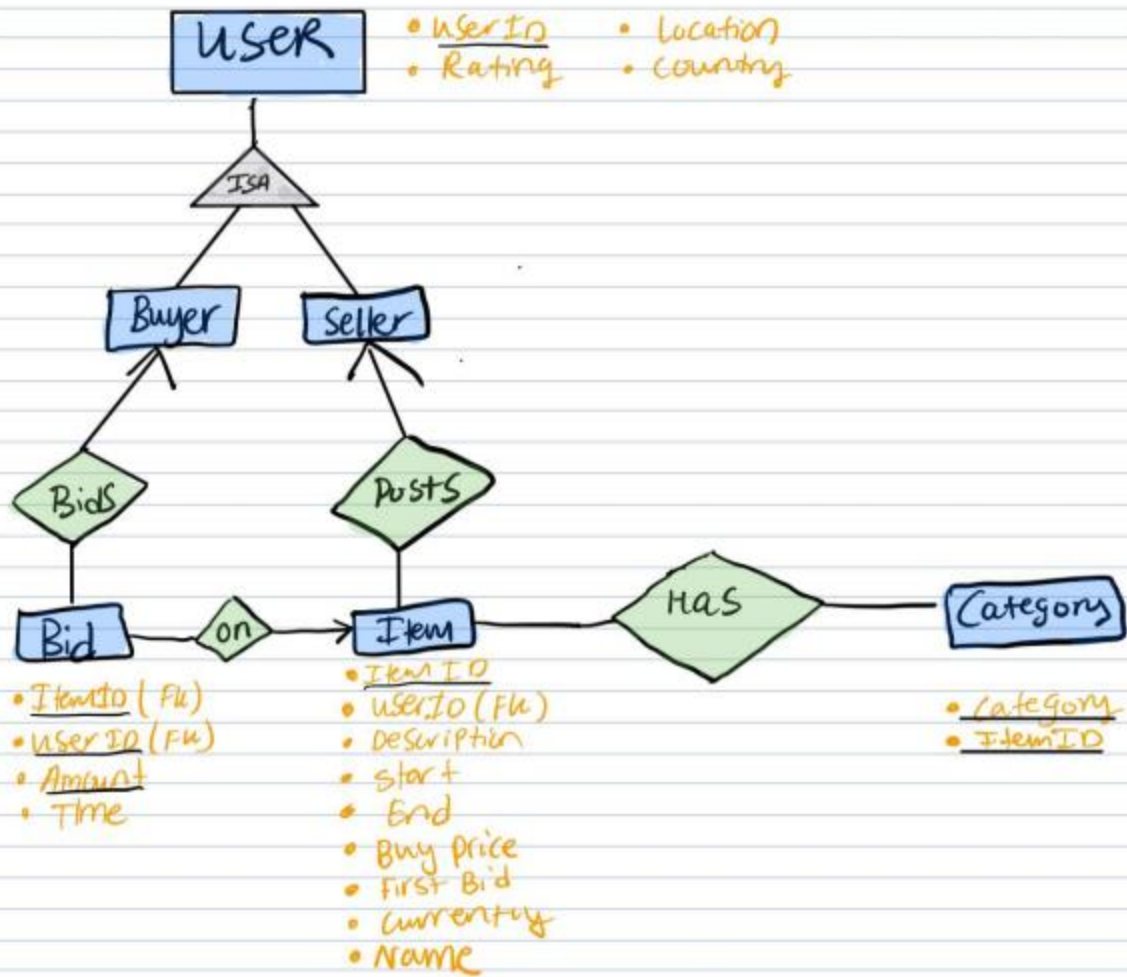 USER
• UserID • Location
• Rating • Country
ISA
Buyer Seller
Bids Posts
Bid on Item Has Category
• ItemID (FK)
• User ID (FK)
• Amount
• Time
• Item ID
• UserID (FK)
• Description
• Start
• End
• Buy price
• First Bid
• Currently
• Name
• Category
• ItemID